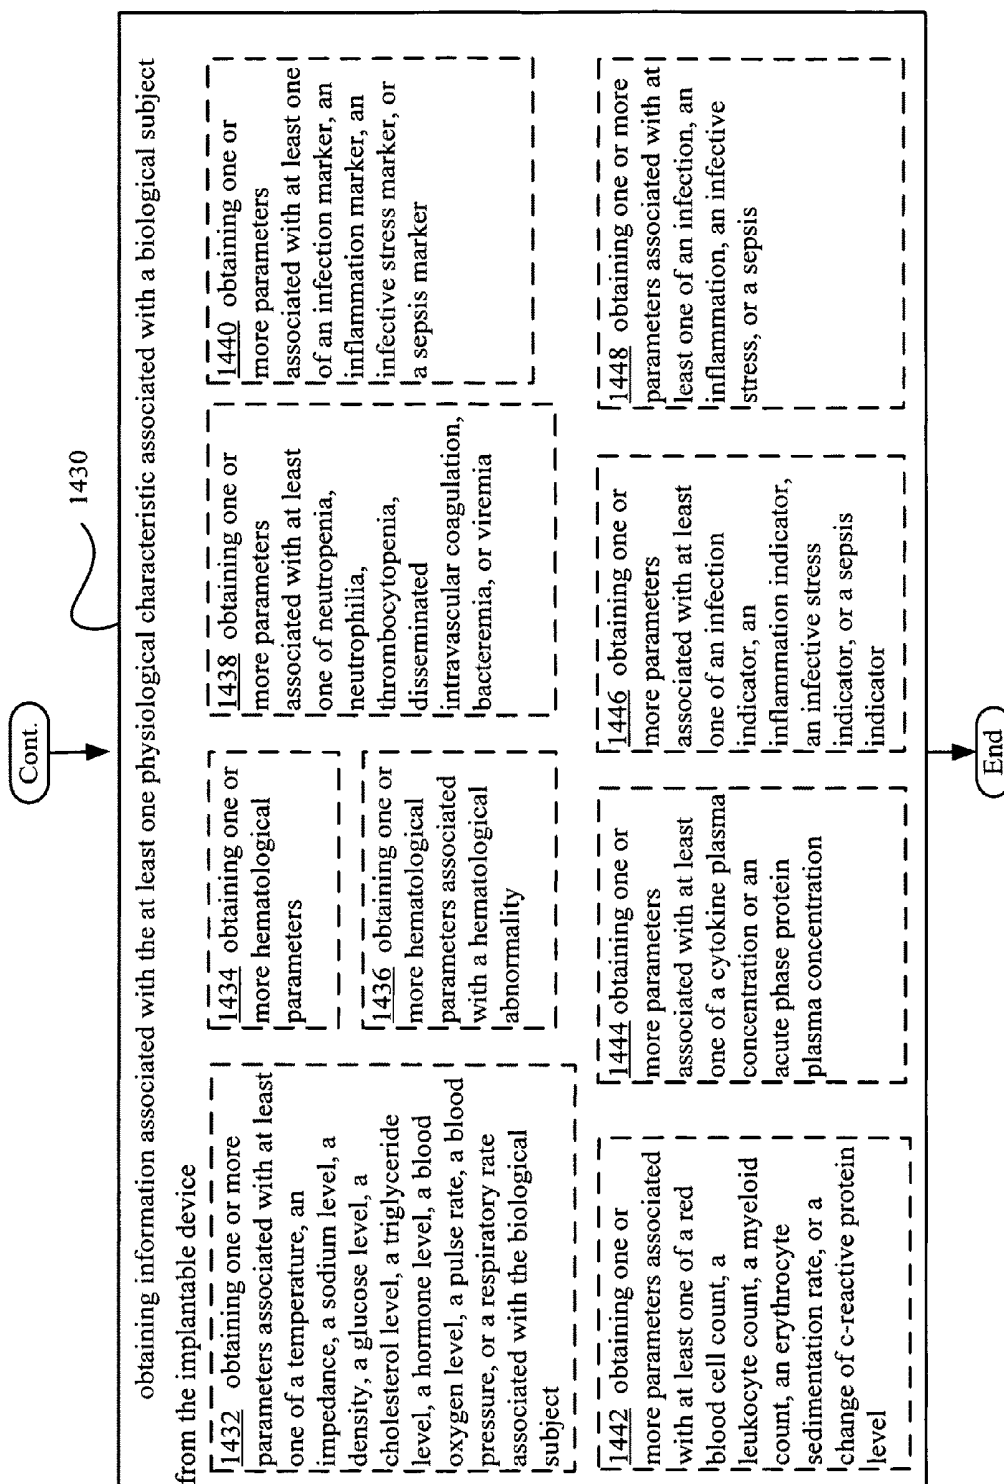 Cont.
1430
obtaining information associated with the at least one physiological characteristic associated with a biological subject
from the implantable device
1432 obtaining one or more
parameters associated with at least
one of a temperature, an
impedance, a sodium level, a
density, a glucose level, a
cholesterol level, a triglyceride
level, a hormone level, a blood
oxygen level, a pulse rate, a blood
pressure, or a respiratory rate
associated with the biological
subject
1434 obtaining one or
more hematological
parameters
1436 obtaining one or
more hematological
parameters associated
with a hematological
abnormality
1438 obtaining one or
more parameters
associated with at least
one of neutropenia,
neutrophilia,
thrombocytopenia,
disseminated
intravascular coagulation,
bacteremia, or viremia
1440 obtaining one or
more parameters
associated with at least one
of an infection marker, an
inflammation marker, an
infective stress marker, or
a sepsis marker
1442 obtaining one or
more parameters associated
with at least one of a red
blood cell count, a
leukocyte count, a myeloid
count, an erythrocyte
sedimentation rate, or a
change of c-reactive protein
level
1444 obtaining one or
more parameters
associated with at least
one of a cytokine plasma
concentration or an
acute phase protein
plasma concentration
1446 obtaining one or
more parameters
associated with at least
one of an infection
indicator, an
inflammation indicator,
an infective stress
indicator, or a sepsis
indicator
1448 obtaining one or more
parameters associated with at
least one of an infection, an
inflammation, an infective
stress, or a sepsis
End